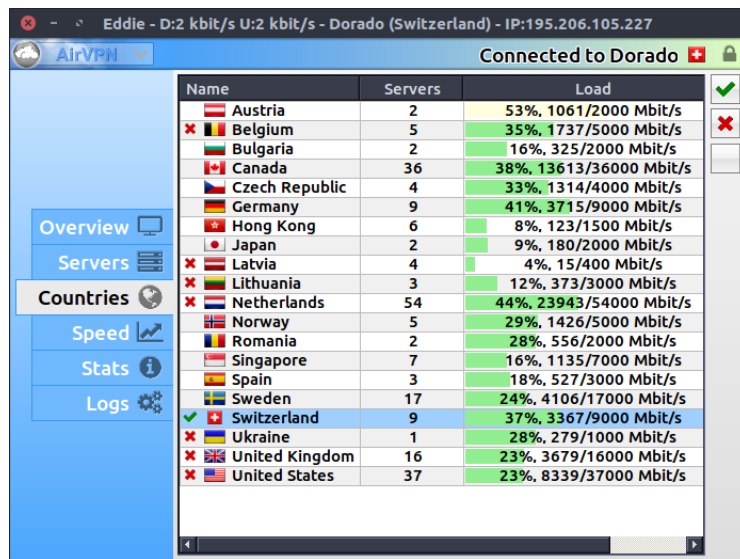 Eddie - D:2 kbit/s U:2 kbit/s - Dorado (Switzerland) - IP:195.206.105.227
AirVPN Connected to Dorado
Name Servers Load
Austria 2 53%, 1061/2000 Mbit/s
Belgium 5 35%, 1737/5000 Mbit/s
Bulgaria 2 16%, 325/2000 Mbit/s
Canada 36 38%, 13613/36000 Mbit/s
Czech Republic 4 33%, 1314/4000 Mbit/s
Germany 9 41%, 3715/9000 Mbit/s
Hong Kong 6 8%, 123/1500 Mbit/s
Japan 2 9%, 180/2000 Mbit/s
Latvia 4 4%, 15/400 Mbit/s
Lithuania 3 12%, 373/3000 Mbit/s
Netherlands 54 44%, 23943/54000 Mbit/s
Norway 5 29%, 1426/5000 Mbit/s
Romania 2 28%, 556/2000 Mbit/s
Singapore 7 16%, 1135/7000 Mbit/s
Spain 3 18%, 527/3000 Mbit/s
Sweden 17 24%, 4106/17000 Mbit/s
Switzerland 9 37%, 3367/9000 Mbit/s
Ukraine 1 28%, 279/1000 Mbit/s
United Kingdom 16 23%, 3679/16000 Mbit/s
United States 37 23%, 8339/37000 Mbit/s
Overview
Servers
Countries
Speed
Stats
Logs